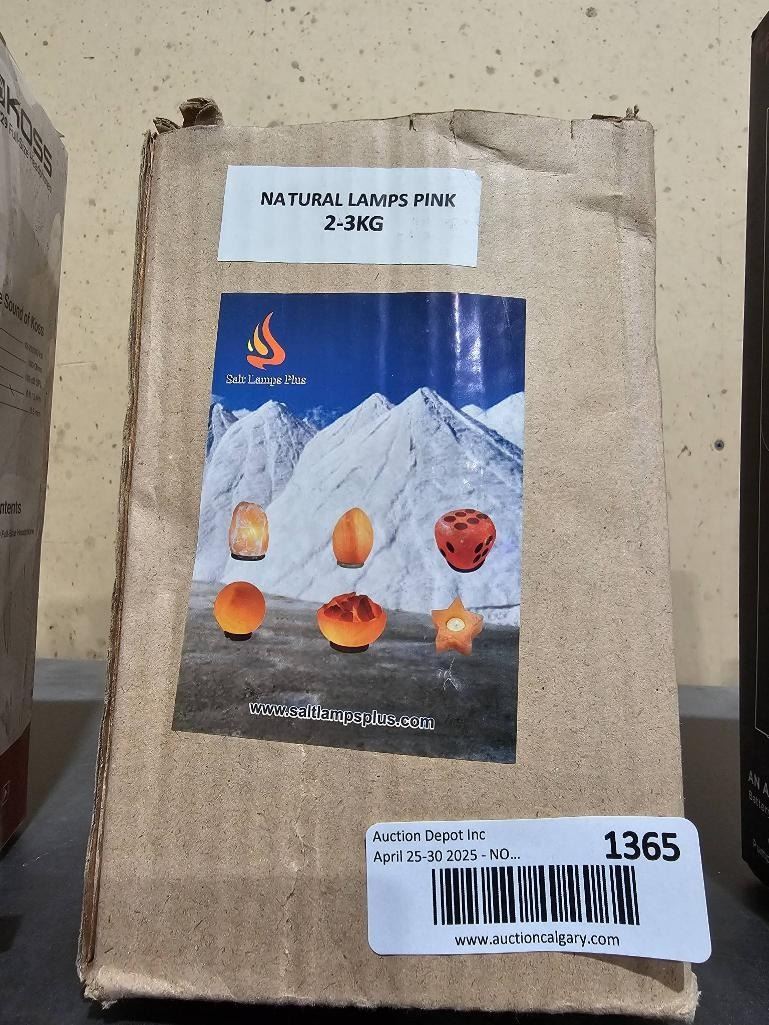 KOSS
Sound of Koss
NATURAL LAMPS PINK
2-3KG
Salt Lamps Plus
www.saltlampsplus.com
Auction Depot Inc
April 25-30 2025 - NO...
1365
www.auctioncalgary.com
AN A